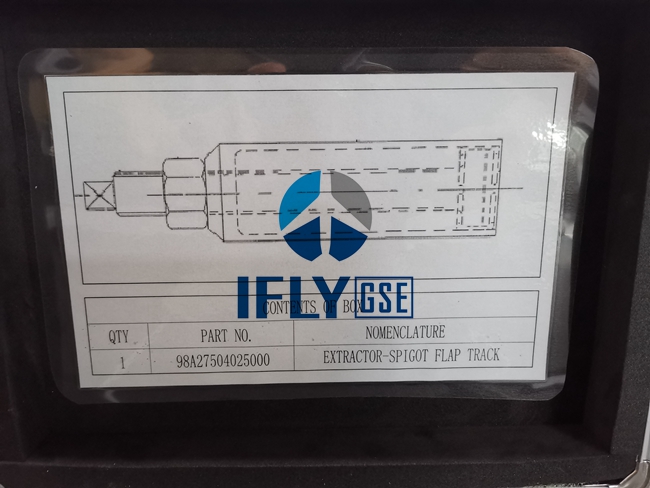 IFLY GSE
CONTENTS OF BOX
QTY PART NO. NOMENCLATURE
1 98A27504025000 EXTRACTOR-SPIGOT FLAP TRACK